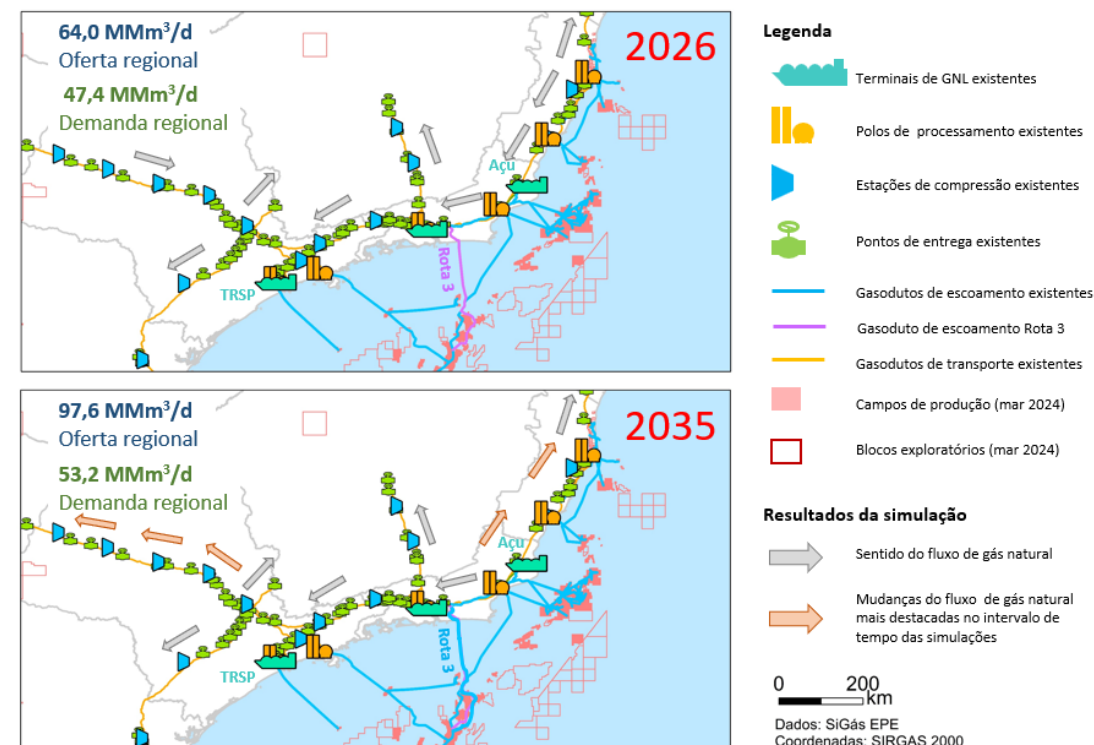 64,0 MMm³/d
Oferta regional
47,4 MMm³/d
Demanda regional
2026
Açu
Rota 3
TRSP
97,6 MMm³/d
Oferta regional
53,2 MMm³/d
Demanda regional
2035
Açu
Rota 3
TRSP
Legenda
Terminais de GNL existentes
Polos de processamento existentes
Estações de compressão existentes
Pontos de entrega existentes
Gasodutos de escoamento existentes
Gasoduto de escoamento Rota 3
Gasodutos de transporte existentes
Campos de produção (mar 2024)
Blocos exploratórios (mar 2024)
Resultados da simulação
Sentido do fluxo de gás natural
Mudanças do fluxo de gás natural
mais destacadas no intervalo de
tempo das simulações
0 200
km
Dados: SiGás EPE
Coordenadas: SIRGAS 2000